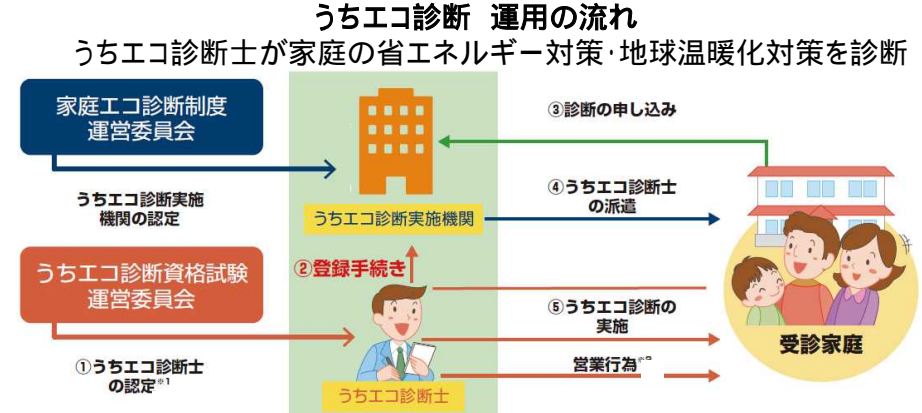 うちエコ診断 運用の流れ
うちエコ診断士が家庭の省エネルギー対策・地球温暖化対策を診断
家庭エコ診断制度
運営委員会
うちエコ診断実施
機関の認定
うちエコ診断資格試験
運営委員会
①うちエコ診断士
の認定※1
うちエコ診断実施機関
②登録手続き
うちエコ診断士
③診断の申し込み
④うちエコ診断士
の派遣
⑤うちエコ診断の
実施
営業行為
受診家庭